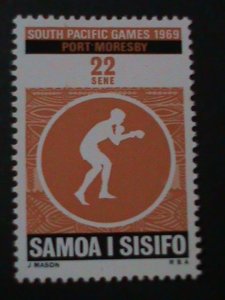 SOUTH PACIFIC GAMES 1969
PORT MORESBY
22
SENE
SAMOA I SISIFO
J MASON H B A